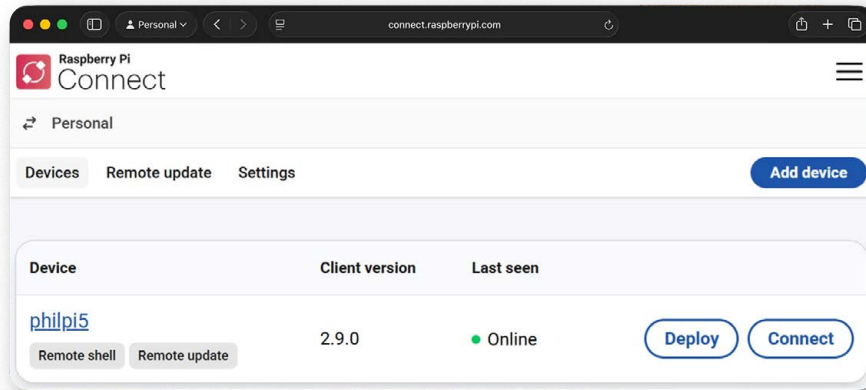 Personal
connect.raspberrypi.com
Raspberry Pi
Connect
Personal
Devices Remote update Settings Add device
Device Client version Last seen
philpi5 2.9.0 Online Deploy Connect
Remote shell Remote update